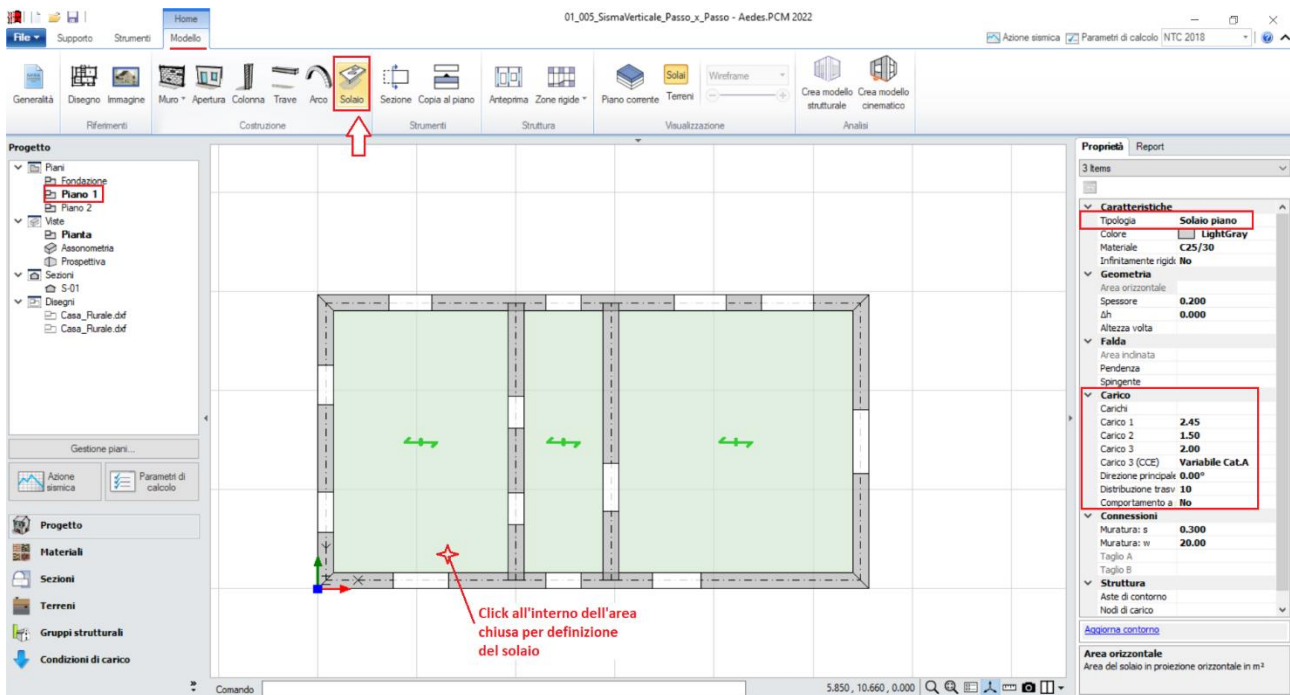 01_005_SismaVerticale_Passo_x_Passo - Aedes.PCM 2022
Home
File Supporto Strumenti Modello
Azione sismica Parametri di calcolo NTC 2018
Generalità Disegno Immagine Muro Apertura Colonna Trave Arco Solaio Sezione Copia al piano Anteprima Zone rigide Piano corrente Solai Terreni Wireframe Crea modello strutturale Crea modello cinematico
Riferimenti Costruzione Strumenti Struttura Visualizzazione Analisi
Progetto
Piani
Fondazione
Piano 1
Piano 2
Viste
Pianta
Assonometria
Prospettiva
Sezioni
S-01
Disegni
Casa_Rurale.dxf
Casa_Rurale.dxf
Gestione piani...
Azione sismica
Parametri di calcolo
Progetto
Materiali
Sezioni
Terreni
Gruppi strutturali
Condizioni di carico
Y
X
Click all'interno dell'area
chiusa per definizione
del solaio
Comando
5.850 , 10.660 , 0.000
Proprietà Report
3 Items
Caratteristiche
Tipologia Solaio piano
Colore LightGray
Materiale C25/30
Infinitamente rigido No
Geometria
Area orizzontale
Spessore 0.200
Δh 0.000
Altezza volta
Falda
Area inclinata
Pendenza
Spingente
Carico
Carichi
Carico 1 2.45
Carico 2 1.50
Carico 3 2.00
Carico 3 (CCE) Variabile Cat.A
Direzione principale 0.00°
Distribuzione trasv 10
Comportamento a No
Connessioni
Muratura: s 0.300
Muratura: w 20.00
Taglio A
Taglio B
Struttura
Aste di contorno
Nodi di carico
Aggiorna contorno
Area orizzontale
Area del solaio in proiezione orizzontale in m²